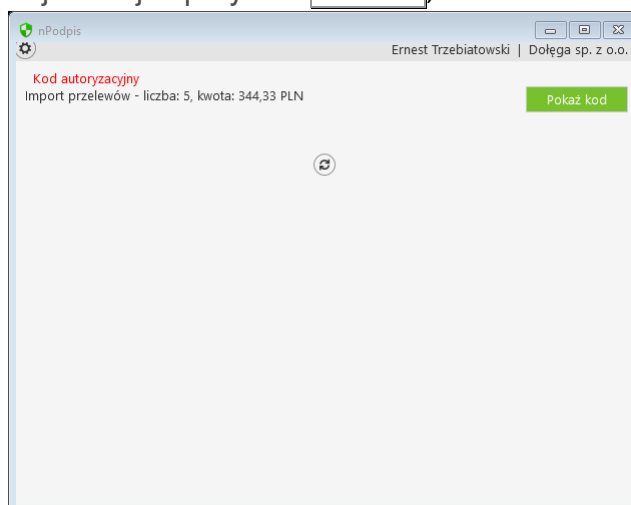 nPodpis
Ernest Trzebiatowski | Dołęga sp. z o.o.
Kod autoryzacyjny
Import przelewów - liczba: 5, kwota: 344,33 PLN
Pokaż kod